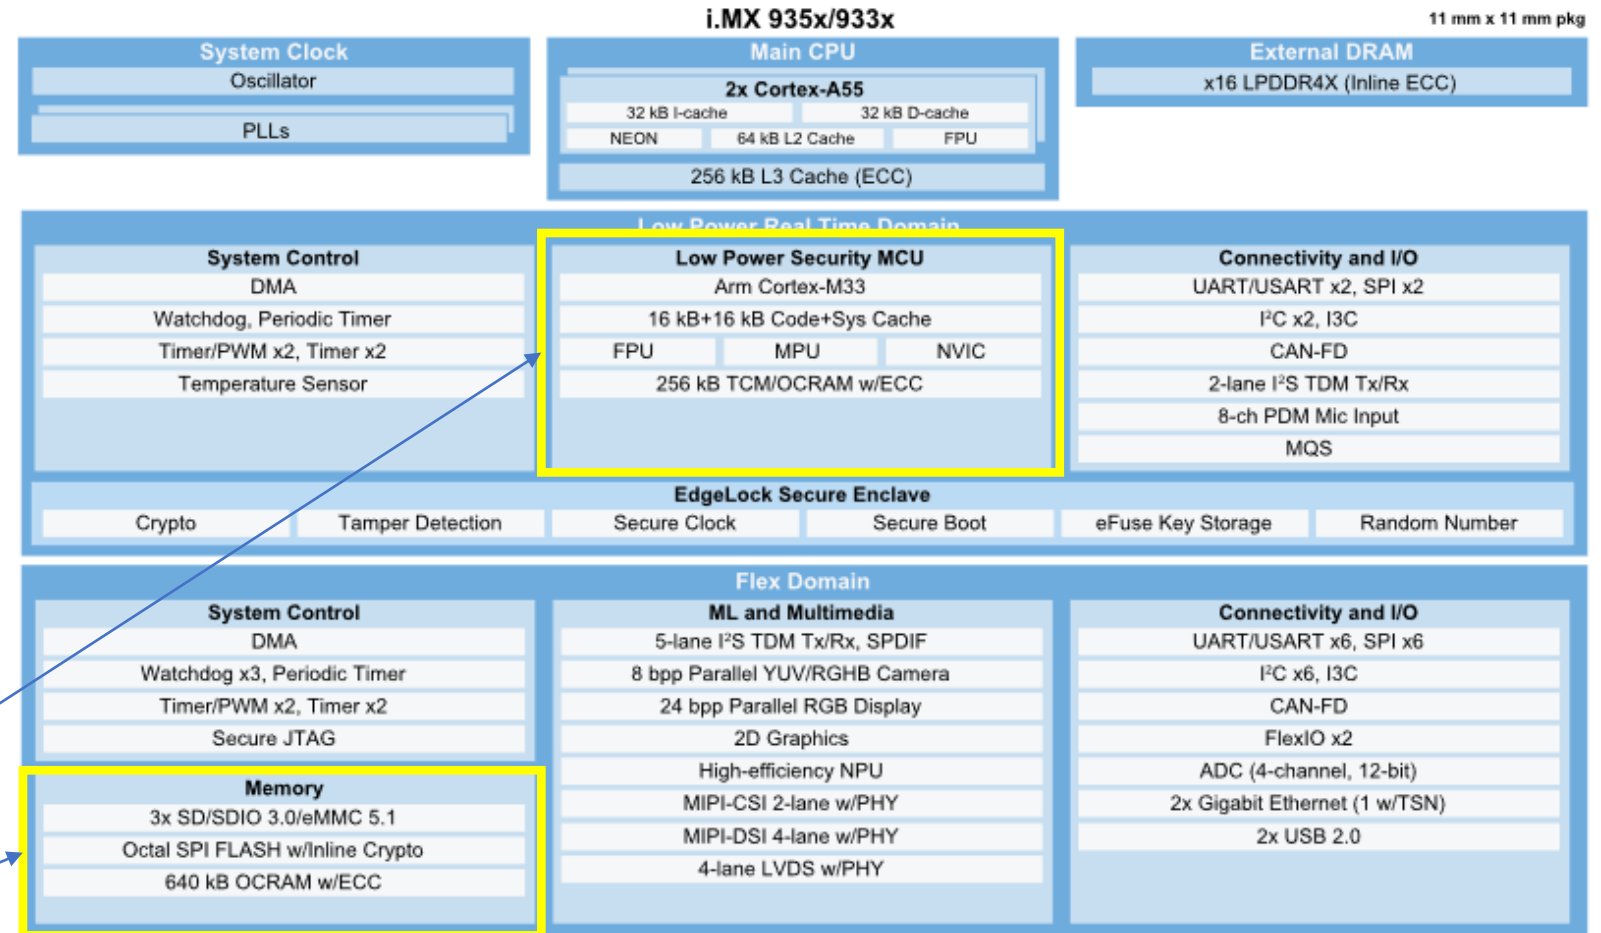 i.MX 935x/933x
11 mm x 11 mm pkg
System Clock
Oscillator
PLLs
Main CPU
2x Cortex-A55
32 kB I-cache 32 kB D-cache
NEON 64 kB L2 Cache FPU
256 kB L3 Cache (ECC)
External DRAM
x16 LPDDR4X (Inline ECC)
Low Power Real Time Domain
System Control
DMA
Watchdog, Periodic Timer
Timer/PWM x2, Timer x2
Temperature Sensor
Low Power Security MCU
Arm Cortex-M33
16 kB+16 kB Code+Sys Cache
FPU MPU NVIC
256 kB TCM/OCRAM w/ECC
Connectivity and I/O
UART/USART x2, SPI x2
I²C x2, I3C
CAN-FD
2-lane I²S TDM Tx/Rx
8-ch PDM Mic Input
MQS
EdgeLock Secure Enclave
Crypto Tamper Detection Secure Clock Secure Boot eFuse Key Storage Random Number
Flex Domain
System Control
DMA
Watchdog x3, Periodic Timer
Timer/PWM x2, Timer x2
Secure JTAG
Memory
3x SD/SDIO 3.0/eMMC 5.1
Octal SPI FLASH w/Inline Crypto
640 kB OCRAM w/ECC
ML and Multimedia
5-lane I²S TDM Tx/Rx, SPDIF
8 bpp Parallel YUV/RGHB Camera
24 bpp Parallel RGB Display
2D Graphics
High-efficiency NPU
MIPI-CSI 2-lane w/PHY
MIPI-DSI 4-lane w/PHY
4-lane LVDS w/PHY
Connectivity and I/O
UART/USART x6, SPI x6
I²C x6, I3C
CAN-FD
FlexIO x2
ADC (4-channel, 12-bit)
2x Gigabit Ethernet (1 w/TSN)
2x USB 2.0